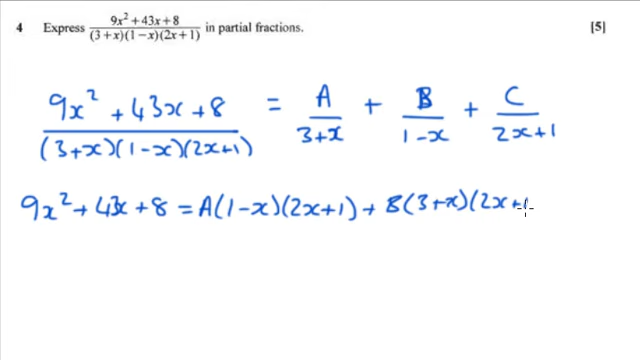 4 Express (9x² + 43x + 8)/((3 + x)(1 − x)(2x + 1)) in partial fractions. [5]
(9x² + 43x + 8)/((3+x)(1−x)(2x+1)) = A/(3+x) + B/(1−x) + C/(2x+1)
9x² + 43x + 8 = A(1−x)(2x+1) + B(3+x)(2x+1